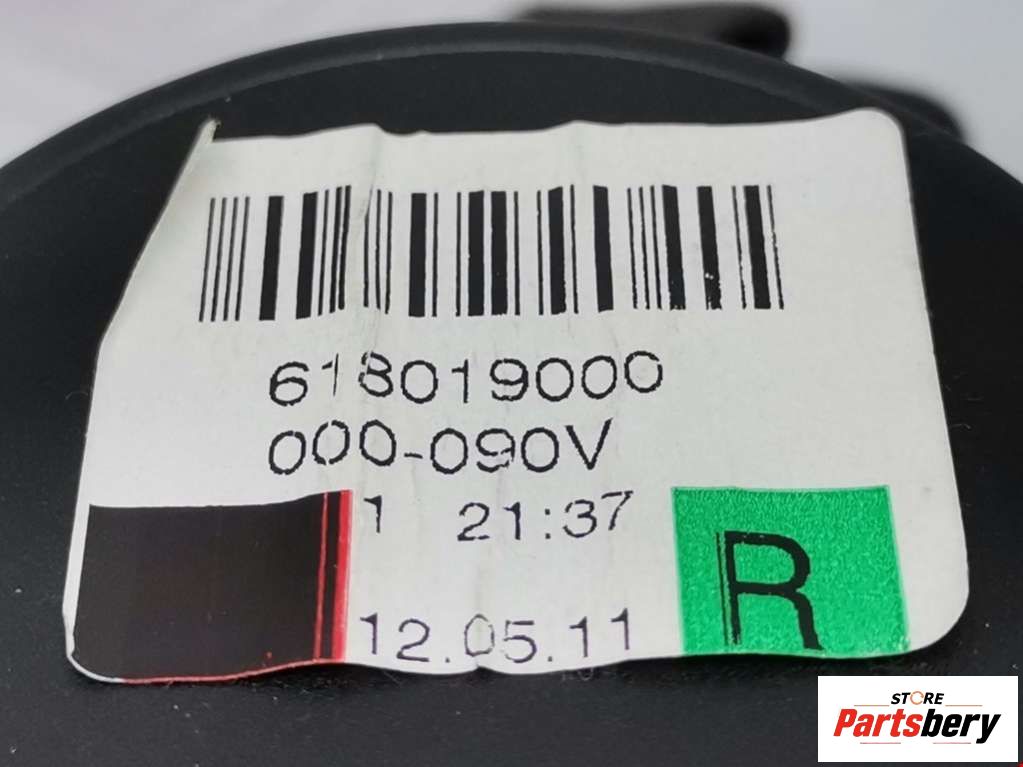 618019000
000-090V
1 21:37
R
12.05.11
STORE
Partsbery